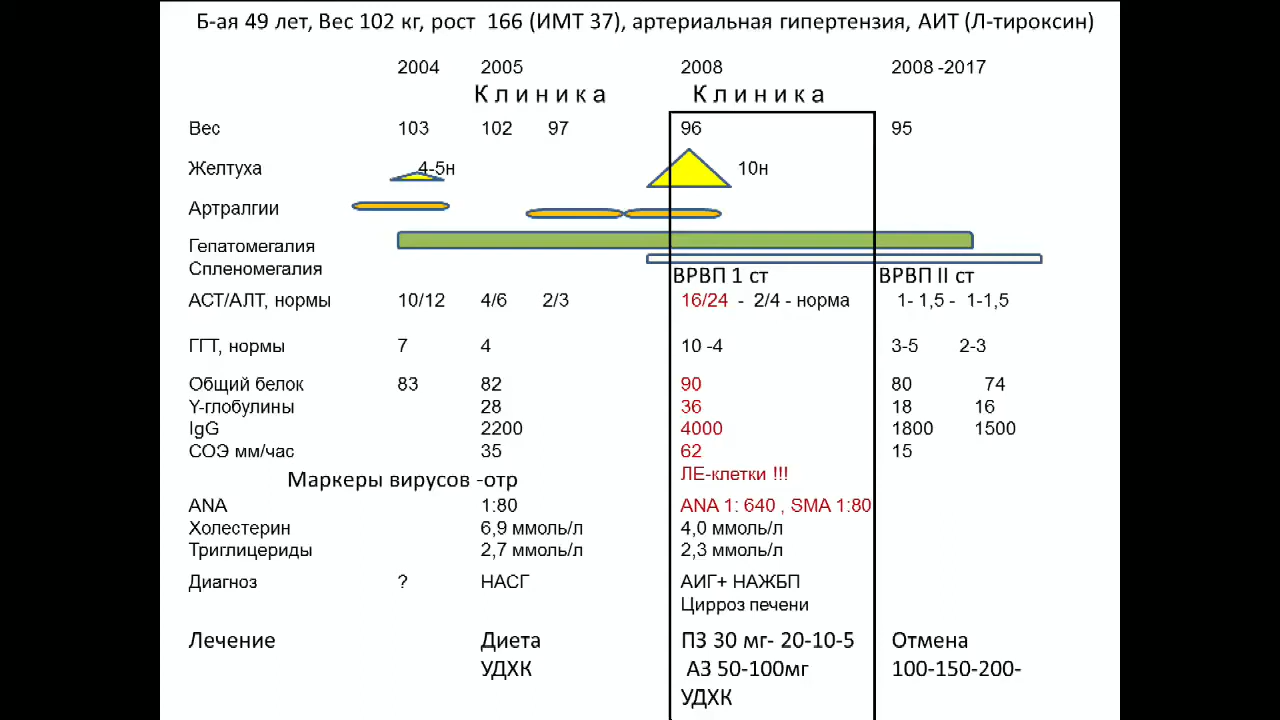 Б-ая 49 лет, Вес 102 кг, рост 166 (ИМТ 37), артериальная гипертензия, АИТ (Л-тироксин)
2004 2005 2008 2008 -2017
К л и н и к а К л и н и к а
Вес 103 102 97 96 95
Желтуха 4-5н 10н
Артралгии
Гепатомегалия
Спленомегалия
ВРВП 1 ст ВРВП II ст
АСТ/АЛТ, нормы 10/12 4/6 2/3 16/24 - 2/4 - норма 1- 1,5 - 1-1,5
ГГТ, нормы 7 4 10 -4 3-5 2-3
Общий белок 83 82 90 80 74
Y-глобулины 28 36 18 16
IgG 2200 4000 1800 1500
СОЭ мм/час 35 62 15
ЛЕ-клетки !!!
Маркеры вирусов -отр
ANA 1:80 ANA 1: 640 , SMA 1:80
Холестерин 6,9 ммоль/л 4,0 ммоль/л
Триглицериды 2,7 ммоль/л 2,3 ммоль/л
Диагноз ? НАСГ АИГ+ НАЖБП
Цирроз печени
Лечение Диета ПЗ 30 мг- 20-10-5 Отмена
УДХК АЗ 50-100мг 100-150-200-
УДХК